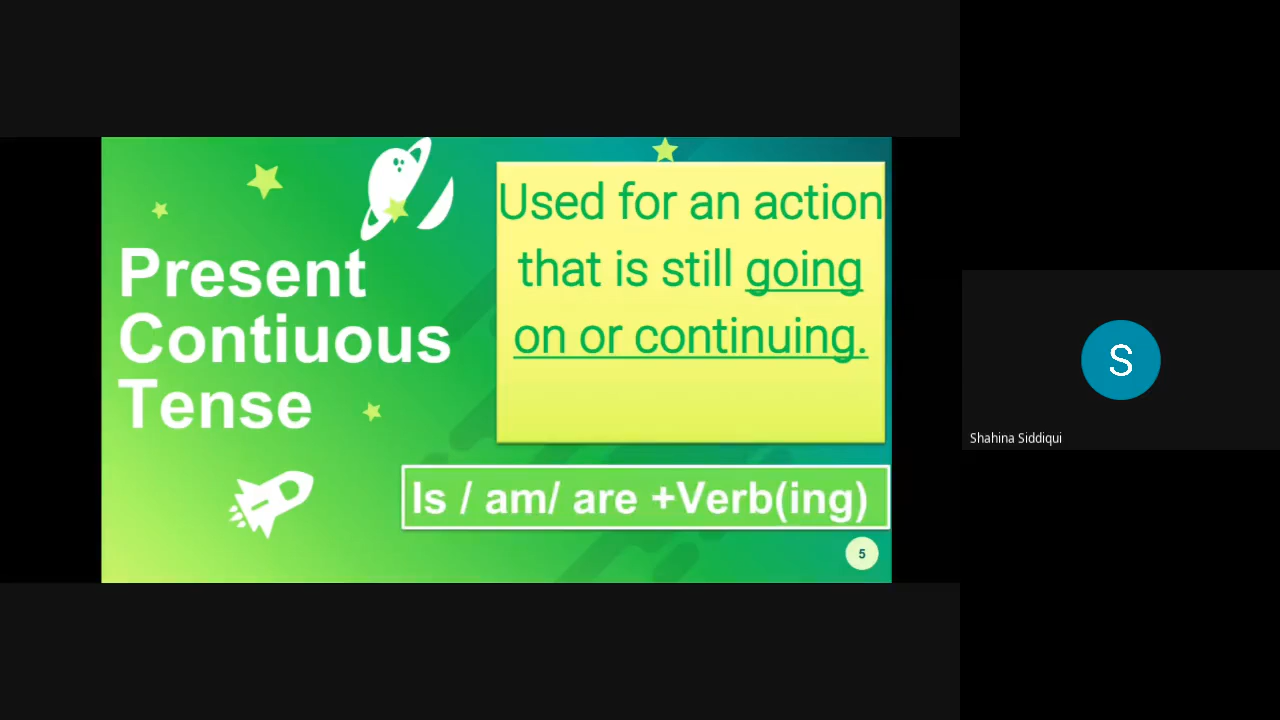 Present
Contiuous
Tense
Used for an action
that is still going
on or continuing.
Is / am/ are +Verb(ing)
5
S
Shahina Siddiqui